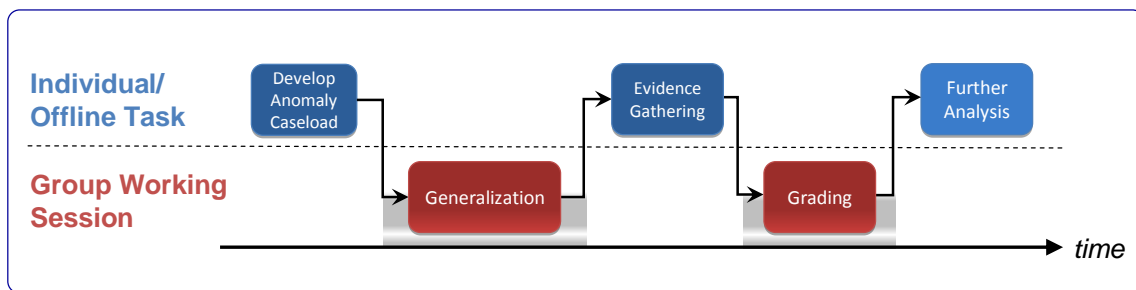 Individual/
Offline Task
Develop
Anomaly
Caseload
Evidence
Gathering
Further
Analysis
Group Working
Session
Generalization
Grading
time